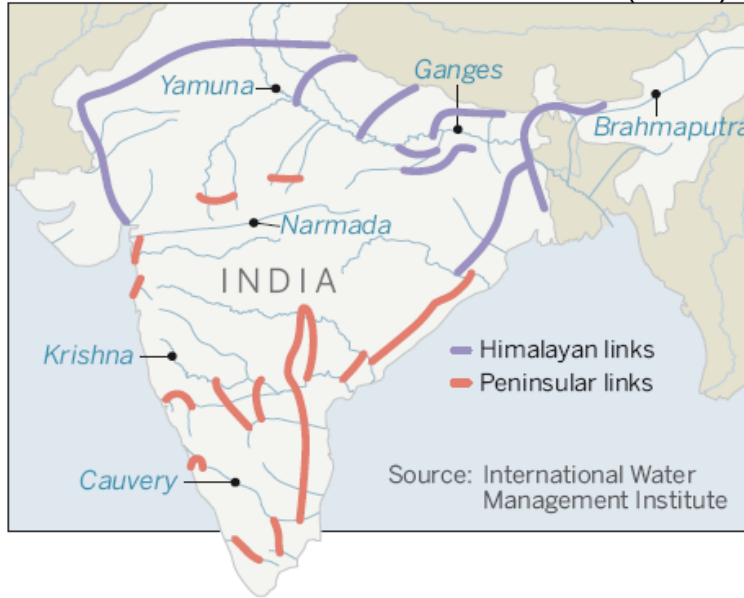 Ganges
Yamuna
Brahmaputra
Narmada
INDIA
Krishna
Himalayan links
Peninsular links
Cauvery
Source: International Water
Management Institute